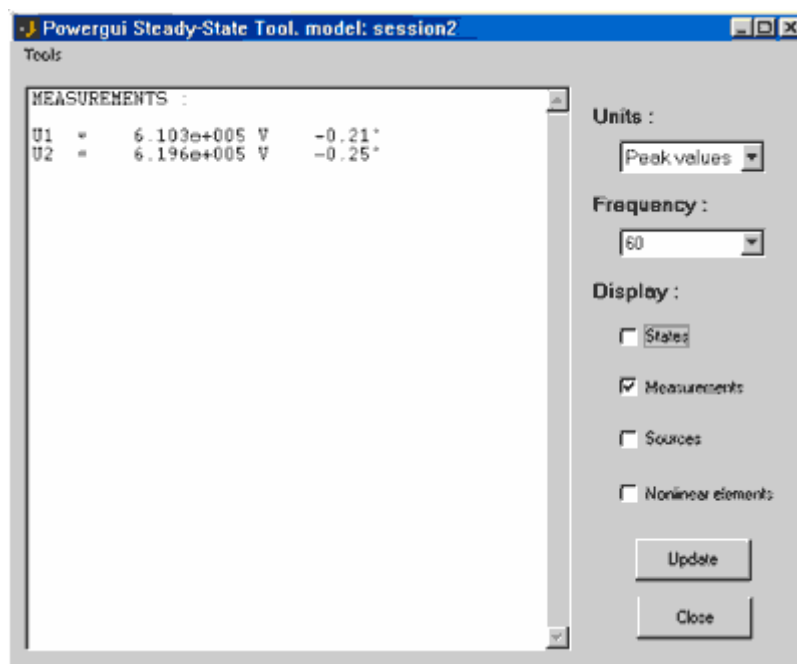 Powergui Steady-State Tool. model: session2
Tools
MEASUREMENTS :
U1 = 6.103e+005 V -0.21°
U2 = 6.196e+005 V -0.25°
Units :
Peak values
Frequency :
60
Display :
States
Measurements
Sources
Nonlinear elements
Update
Close